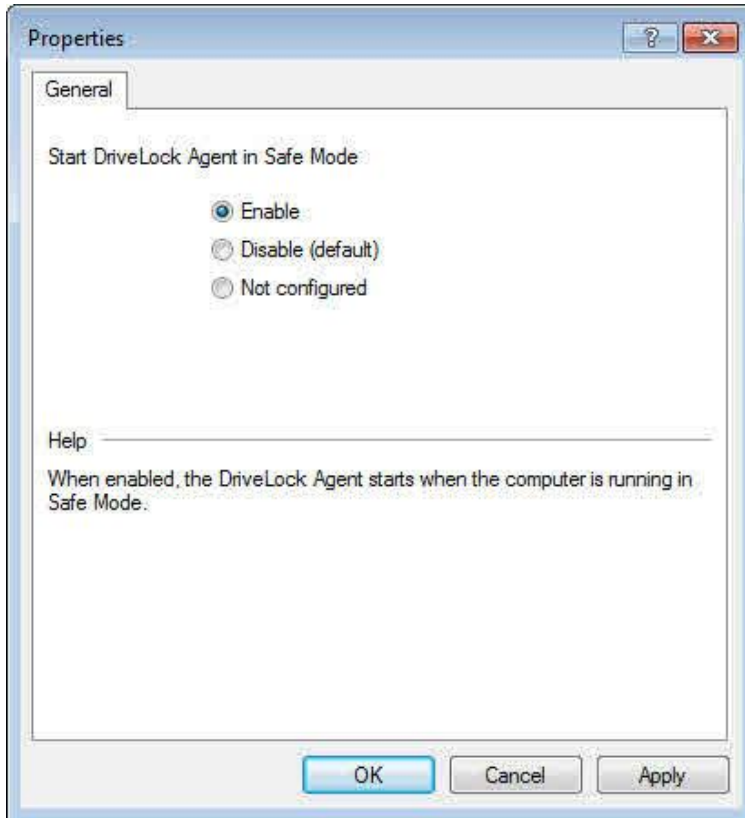 Properties
General
Start DriveLock Agent in Safe Mode
Enable
Disable (default)
Not configured
Help
When enabled, the DriveLock Agent starts when the computer is running in
Safe Mode.
OK Cancel Apply